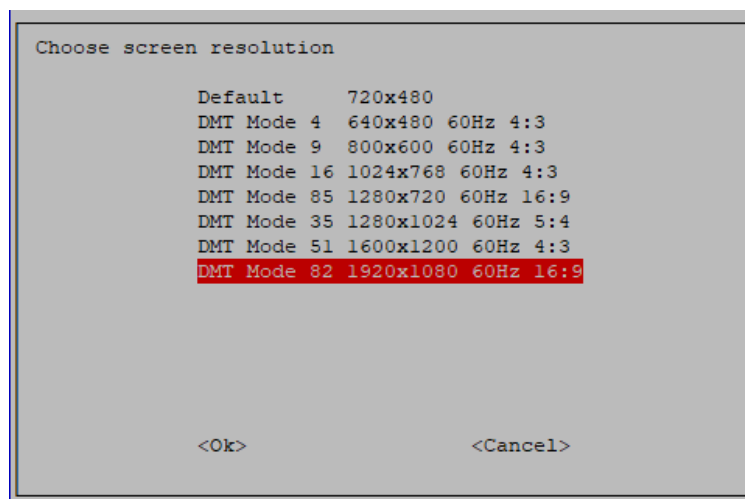 Choose screen resolution
Default 720x480
DMT Mode 4 640x480 60Hz 4:3
DMT Mode 9 800x600 60Hz 4:3
DMT Mode 16 1024x768 60Hz 4:3
DMT Mode 85 1280x720 60Hz 16:9
DMT Mode 35 1280x1024 60Hz 5:4
DMT Mode 51 1600x1200 60Hz 4:3
DMT Mode 82 1920x1080 60Hz 16:9
<Ok> <Cancel>